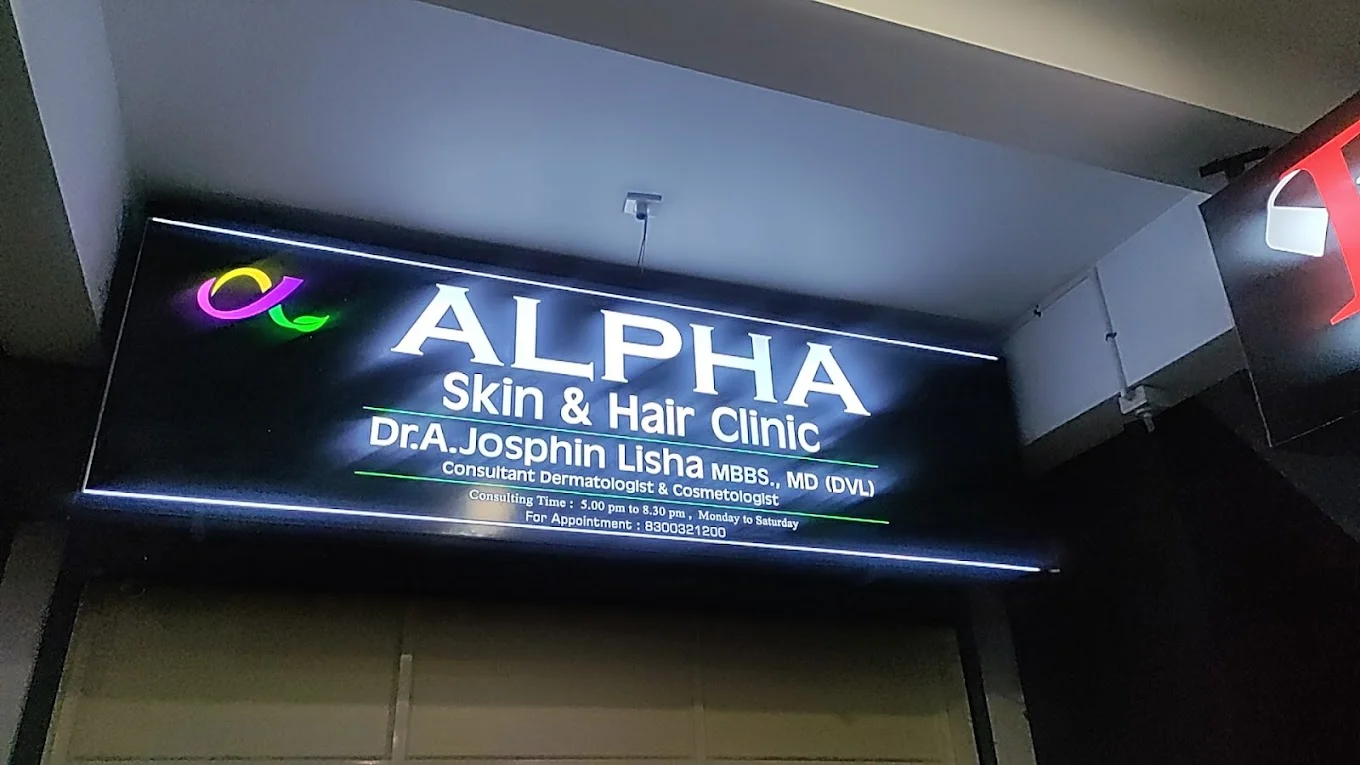 ALPHA
Skin & Hair Clinic
Dr.A.Josphin Lisha MBBS., MD (DVL)
Consultant Dermatologist & Cosmetologist
Consulting Time : 5.00 pm to 8.30 pm , Monday to Saturday
For Appointment : 8300321200